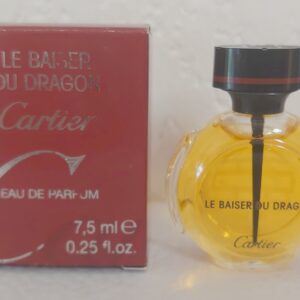 LE BAISER
DU DRAGON
Cartier
EAU DE PARFUM
7,5 ml e
0.25 fl.oz.
LE BAISER DU DRAG
Cartier